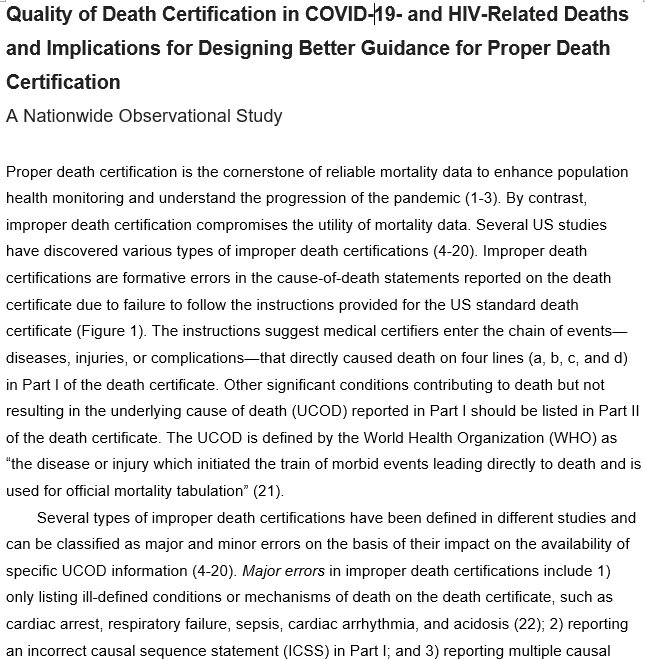 Quality of Death Certification in COVID-19- and HIV-Related Deaths
and Implications for Designing Better Guidance for Proper Death
Certification
A Nationwide Observational Study
Proper death certification is the cornerstone of reliable mortality data to enhance population
health monitoring and understand the progression of the pandemic (1-3). By contrast,
improper death certification compromises the utility of mortality data. Several US studies
have discovered various types of improper death certifications (4-20). Improper death
certifications are formative errors in the cause-of-death statements reported on the death
certificate due to failure to follow the instructions provided for the US standard death
certificate (Figure 1). The instructions suggest medical certifiers enter the chain of events—
diseases, injuries, or complications—that directly caused death on four lines (a, b, c, and d)
in Part I of the death certificate. Other significant conditions contributing to death but not
resulting in the underlying cause of death (UCOD) reported in Part I should be listed in Part II
of the death certificate. The UCOD is defined by the World Health Organization (WHO) as
“the disease or injury which initiated the train of morbid events leading directly to death and is
used for official mortality tabulation” (21).
Several types of improper death certifications have been defined in different studies and
can be classified as major and minor errors on the basis of their impact on the availability of
specific UCOD information (4-20). Major errors in improper death certifications include 1)
only listing ill-defined conditions or mechanisms of death on the death certificate, such as
cardiac arrest, respiratory failure, sepsis, cardiac arrhythmia, and acidosis (22); 2) reporting
an incorrect causal sequence statement (ICSS) in Part I; and 3) reporting multiple causal